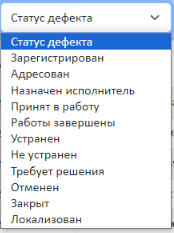 Статус дефекта
Статус дефекта
Зарегистрирован
Адресован
Назначен исполнитель
Принят в работу
Работы завершены
Устранен
Не устранен
Требует решения
Отменен
Закрыт
Локализован